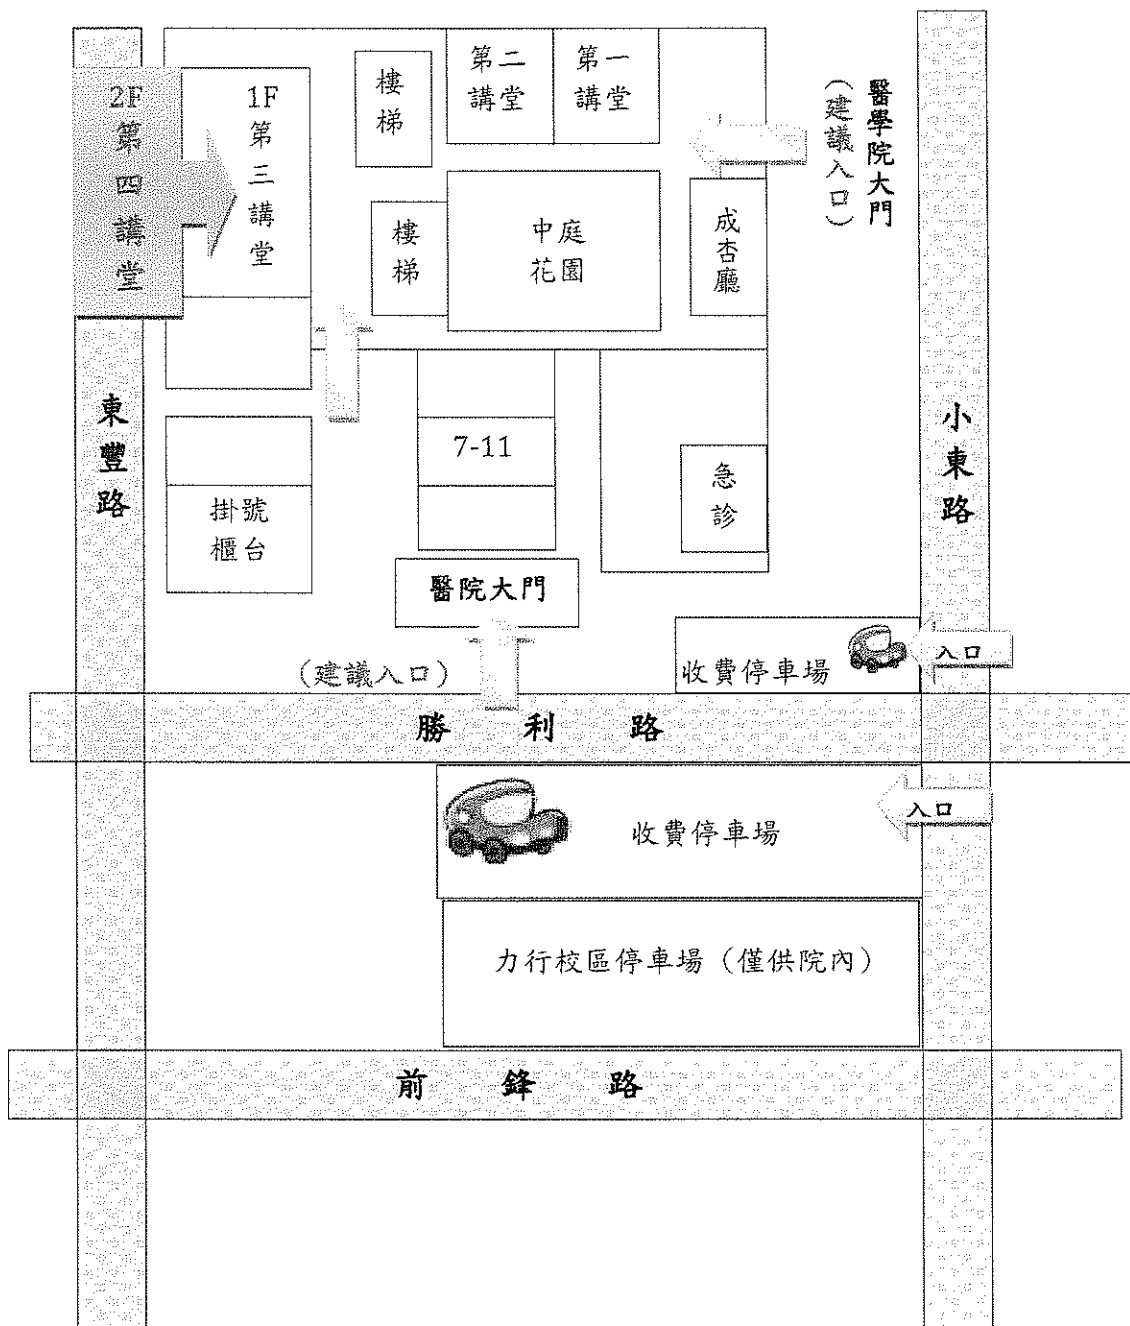 2F
第四講堂
1F
第三講堂
樓梯
第二講堂
第一講堂
醫學院大門
（建議入口）
樓梯
中庭
花園
成杏廳
東豐路
小東路
7-11
急診
掛號
櫃台
醫院大門
（建議入口）
收費停車場
入口
勝利路
收費停車場
入口
力行校區停車場（僅供院內）
前鋒路